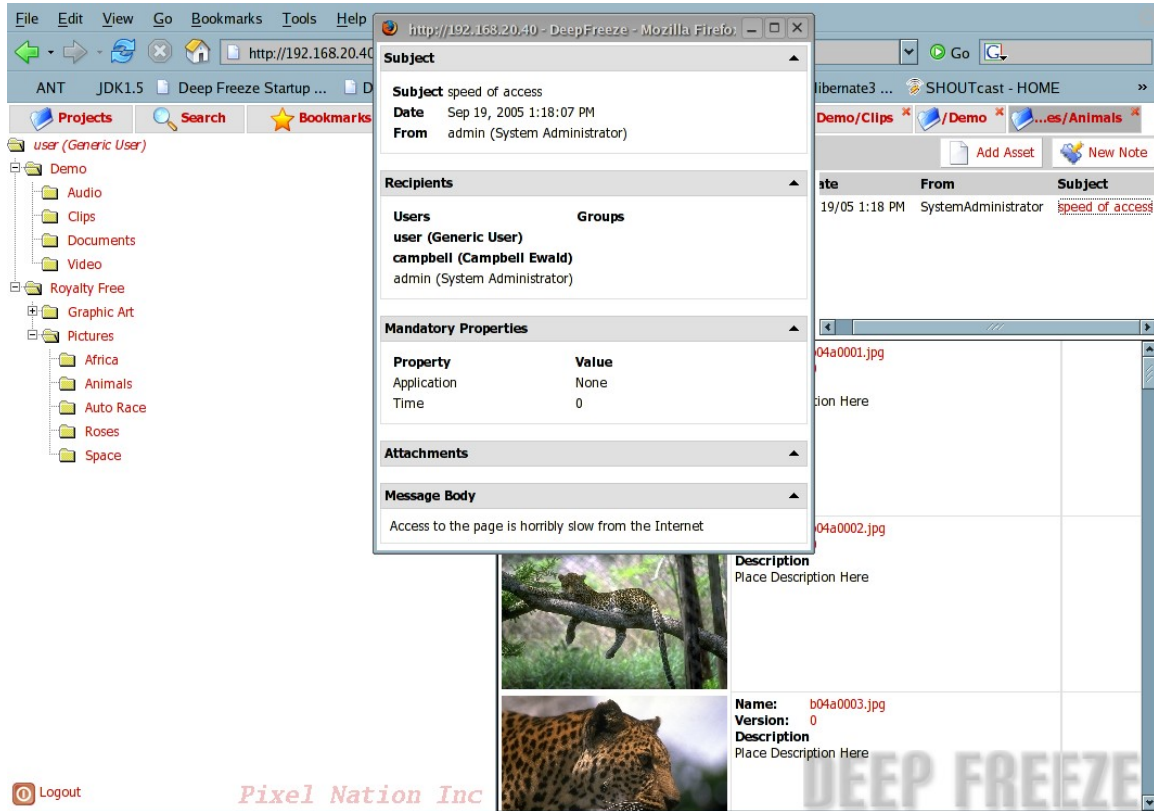 File Edit View Go Bookmarks Tools Help
http://192.168.20.40 - DeepFreeze - Mozilla Firefo
http://192.168.20.40
Go
G
ANT JDK1.5 Deep Freeze Startup ... D
libernate3 ... SHOUTcast - HOME »
Projects Search Bookmarks
Demo/Clips /Demo ...es/Animals
user (Generic User)
Demo
Audio
Clips
Documents
Video
Royalty Free
Graphic Art
Pictures
Africa
Animals
Auto Race
Roses
Space
Logout
Pixel Nation Inc
Subject
Subject speed of access
Date Sep 19, 2005 1:18:07 PM
From admin (System Administrator)
Recipients
Users Groups
user (Generic User)
campbell (Campbell Ewald)
admin (System Administrator)
Mandatory Properties
Property Value
Application None
Time 0
Attachments
Message Body
Access to the page is horribly slow from the Internet
Add Asset New Note
ate From Subject
19/05 1:18 PM SystemAdministrator speed of access
b04a0001.jpg
tion Here
b04a0002.jpg
Description
Place Description Here
Name: b04a0003.jpg
Version: 0
Description
Place Description Here
DEEP FREEZE